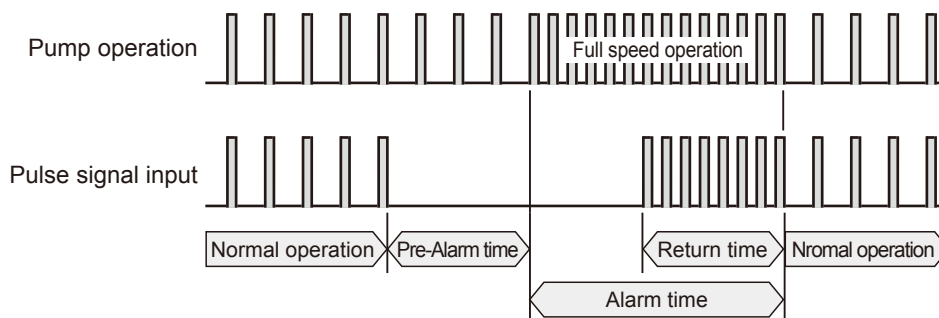 Pump operation
Full speed operation
Pulse signal input
Normal operation
Pre-Alarm time
Return time
Nromal operation
Alarm time